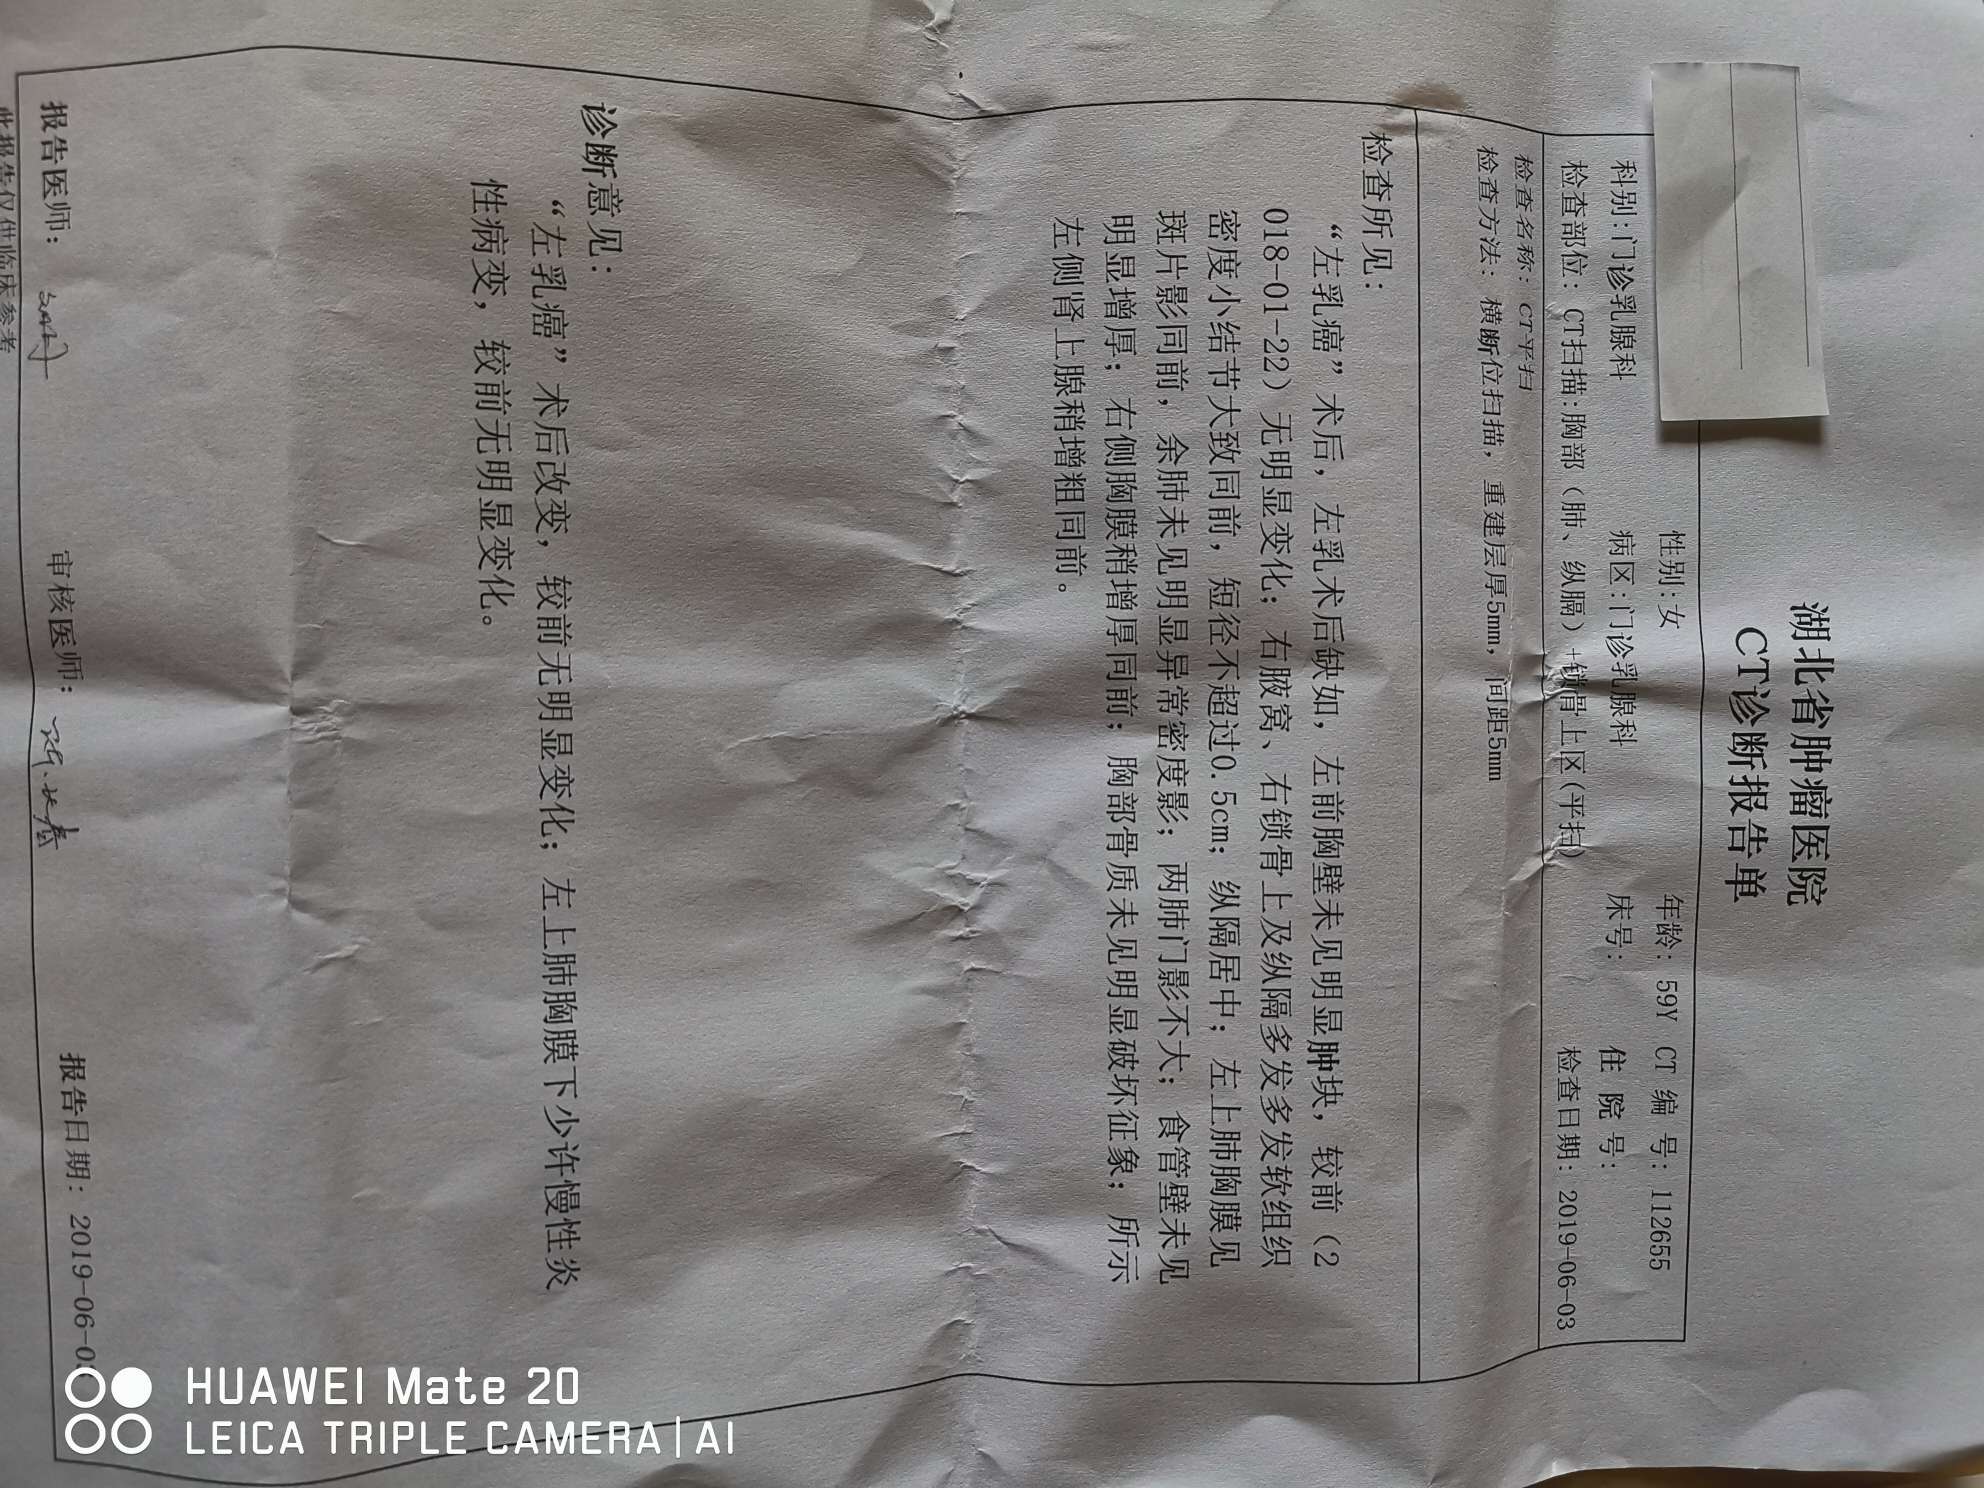 湖北省肿瘤医院
CT诊断报告单
性别:女 年龄: 59Y CT 编 号: 112655
科别:门诊乳腺科 病区:门诊乳腺科 床号: 住 院 号:
检查部位: CT扫描:胸部（肺、纵膈）+锁骨上区(平扫) 检查日期: 2019-06-03
检查名称: CT平扫
检查方法: 横断位扫描, 重建层厚5mm, 间距5mm
检查所见:
“左乳癌”术后, 左乳术后缺如, 左前胸壁未见明显肿块, 较前（2
018-01-22）无明显变化; 右腋窝、右锁骨上及纵隔多发多发软组织
密度小结节大致同前, 短径不超过0.5cm; 纵隔居中; 左上肺胸膜见
斑片影同前, 余肺未见明显异常密度影; 两肺门影不大; 食管壁未见
明显增厚; 右侧胸膜稍增厚同前; 胸部骨质未见明显破坏征象; 所示
左侧肾上腺稍增粗同前。
诊断意见:
“左乳癌”术后改变, 较前无明显变化; 左上肺胸膜下少许慢性炎
性病变, 较前无明显变化。
报告医师: 审核医师: 报告日期: 2019-06-0
此报告仅供临床参考
HUAWEI Mate 20
LEICA TRIPLE CAMERA|AI